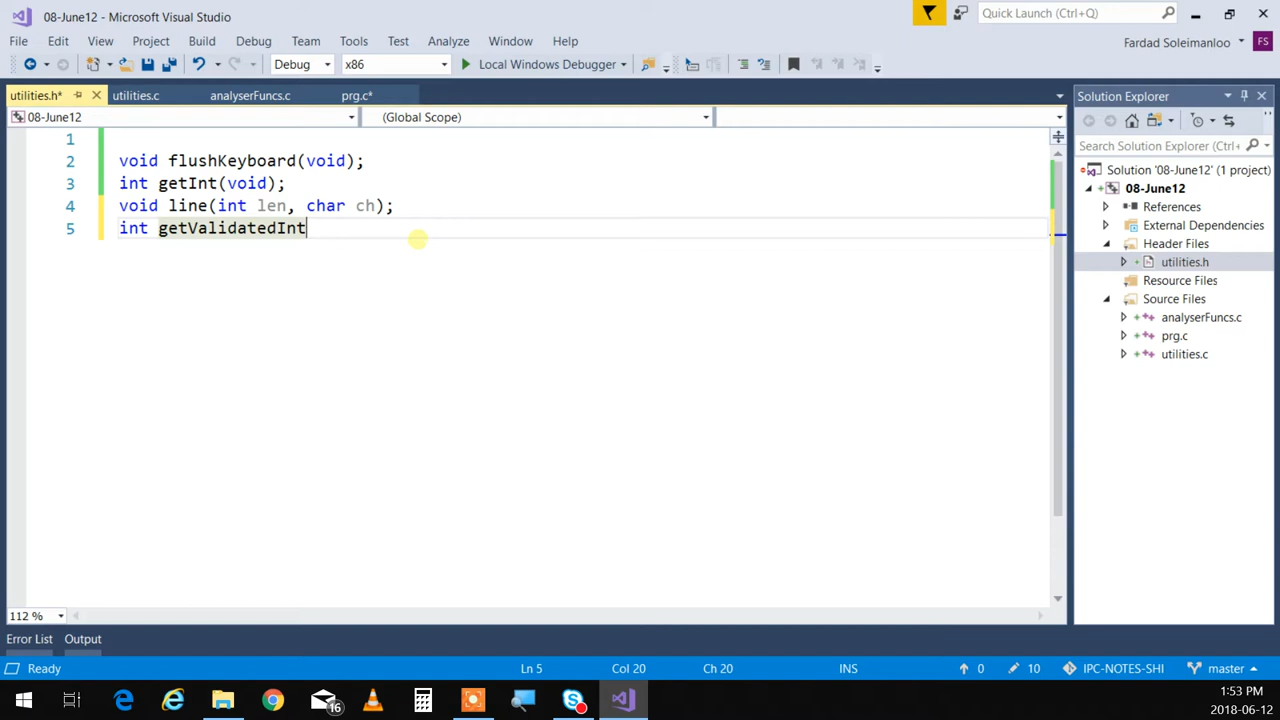 08-June12 - Microsoft Visual Studio
Quick Launch (Ctrl+Q)
File Edit View Project Build Debug Team Tools Test Analyze Window Help
Fardad Soleimanloo FS
Debug x86 Local Windows Debugger
utilities.h* utilities.c analyserFuncs.c prg.c*
08-June12 (Global Scope)
1
2 void flushKeyboard(void);
3 int getInt(void);
4 void line(int len, char ch);
5 int getValidatedInt
112 %
Solution Explorer
Search Solution Explorer (Ctrl+
Solution '08-June12' (1 project)
08-June12
References
External Dependencies
Header Files
utilities.h
Resource Files
Source Files
analyserFuncs.c
prg.c
utilities.c
Error List Output
Ready Ln 5 Col 20 Ch 20 INS 0 10 IPC-NOTES-SHI master
16
1:53 PM
2018-06-12